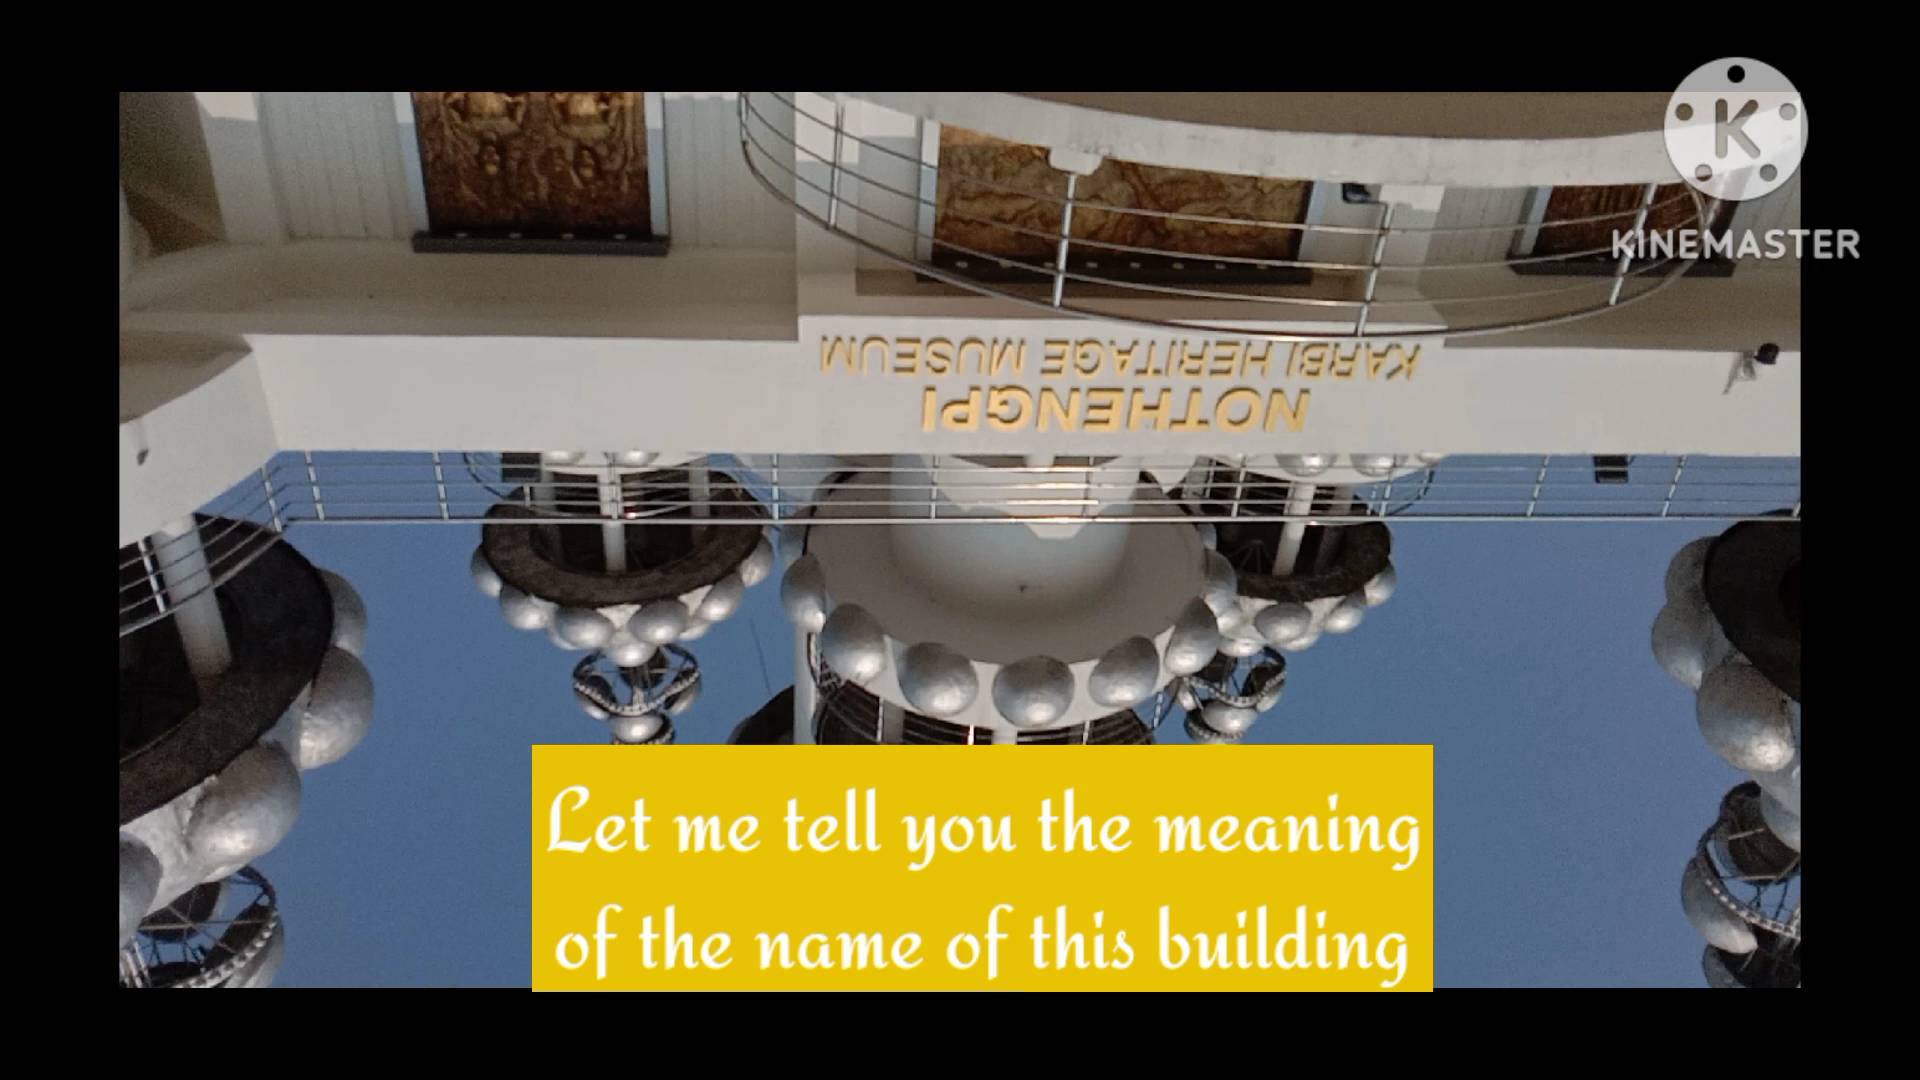 K
KINEMASTER
NOTHENGPI
KARBI HERITAGE MUSEUM
Let me tell you the meaning
of the name of this building